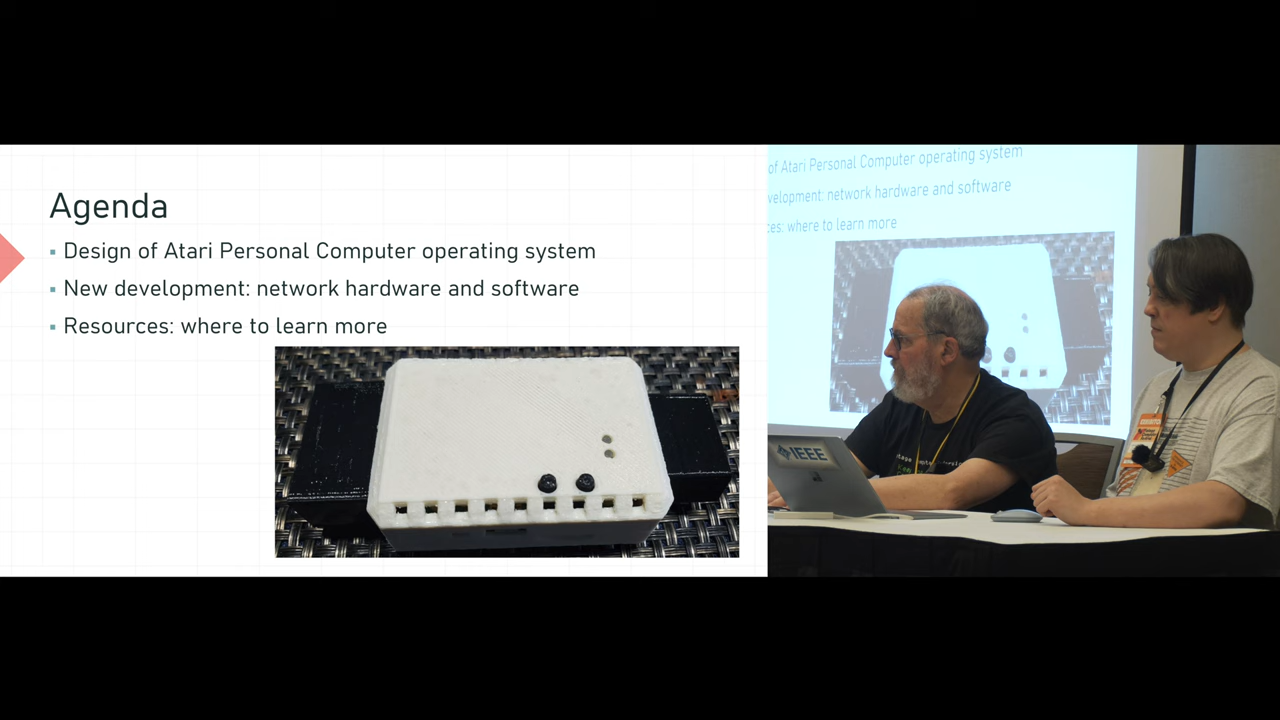 Agenda
▪ Design of Atari Personal Computer operating system
▪ New development: network hardware and software
▪ Resources: where to learn more
of Atari Personal Computer operating system
velopment: network hardware and software
ces: where to learn more
IEEE